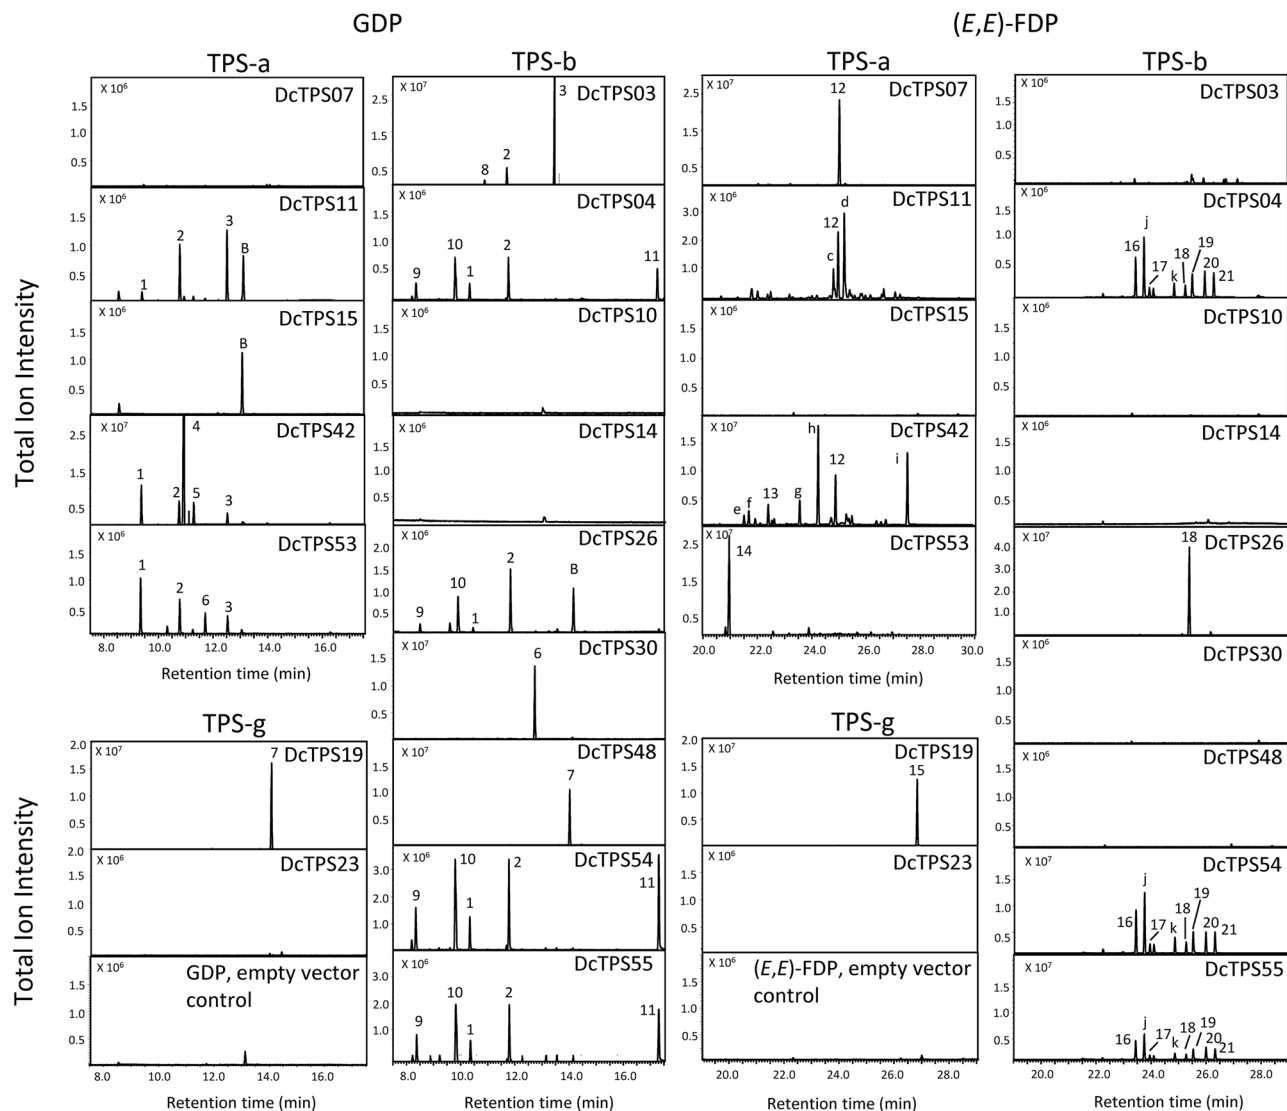 GDP
(E,E)-FDP
Total Ion Intensity
TPS-a
X 10⁶
DcTPS07
1.5
1.0
0.5
X 10⁶
DcTPS11
1.5
1.0
0.5
1
2
3
B
X 10⁶
DcTPS15
1.5
1.0
0.5
B
X 10⁷
DcTPS42
2.5
1.5
0.5
1
2
4
5
3
X 10⁶
DcTPS53
1.5
1.0
0.5
1
2
6
3
8.0 10.0 12.0 14.0 16.0
Retention time (min)
TPS-g
Total Ion Intensity
2.0
X 10⁷
7 DcTPS19
1.5
1.0
0.5
2.0
X 10⁶
DcTPS23
1.5
1.0
0.5
X 10⁶
GDP, empty vector
control
1.5
1.0
0.5
8.0 10.0 12.0 14.0 16.0
Retention time (min)
TPS-b
X 10⁷
DcTPS03
2.5
1.5
0.5
8
2
3
X 10⁶
DcTPS04
1.5
1.0
0.5
9
10
1
2
11
X 10⁶
DcTPS10
1.5
1.0
0.5
X 10⁶
DcTPS14
1.5
1.0
0.5
X 10⁶
DcTPS26
2.0
1.5
1.0
0.5
9
10
1
2
B
X 10⁷
DcTPS30
1.5
1.0
0.5
6
X 10⁷
DcTPS48
1.5
1.0
0.5
7
X 10⁶
DcTPS54
3.0
2.0
1.0
9
10
1
2
11
X 10⁶
DcTPS55
3.0
2.0
1.0
9
10
1
2
11
8.0 10.0 12.0 14.0 16.0
Retention time (min)
TPS-a
X 10⁷
DcTPS07
2.5
1.5
0.5
12
X 10⁶
DcTPS11
3.0
2.0
1.0
c
12
d
X 10⁶
DcTPS15
1.5
1.0
0.5
X 10⁷
DcTPS42
1.5
1.0
0.5
e
f
13
g
h
12
i
X 10⁷
DcTPS53
2.5
1.5
0.5
14
20.0 22.0 24.0 26.0 28.0 30.0
Retention time (min)
TPS-g
2.0
X 10⁷
DcTPS19
1.5
1.0
0.5
15
X 10⁶
DcTPS23
1.5
1.0
0.5
X 10⁶
(E,E)-FDP, empty vector
control
1.5
1.0
0.5
20.0 22.0 24.0 26.0 28.0
Retention time (min)
TPS-b
X 10⁶
DcTPS03
1.5
1.0
0.5
X 10⁶
DcTPS04
1.5
1.0
0.5
16
j
17
k
18
19
20
21
X 10⁶
DcTPS10
1.5
1.0
0.5
X 10⁶
DcTPS14
1.5
1.0
0.5
X 10⁷
18 DcTPS26
4.0
3.0
2.0
1.0
X 10⁶
DcTPS30
1.5
1.0
0.5
X 10⁶
DcTPS48
1.5
1.0
0.5
X 10⁷
DcTPS54
1.5
1.0
0.5
16
j
17
k
18
19
20
21
X 10⁷
DcTPS55
1.5
1.0
0.5
16
j
17
k
18
19
20
21
20.0 22.0 24.0 26.0 28.0
Retention time (min)